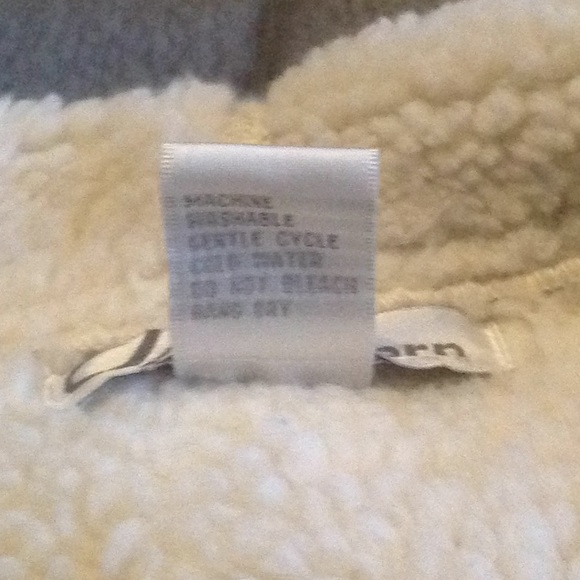 MACHINE
WASHABLE
GENTLE CYCLE
COLD WATER
DO NOT BLEACH
HANG DRY